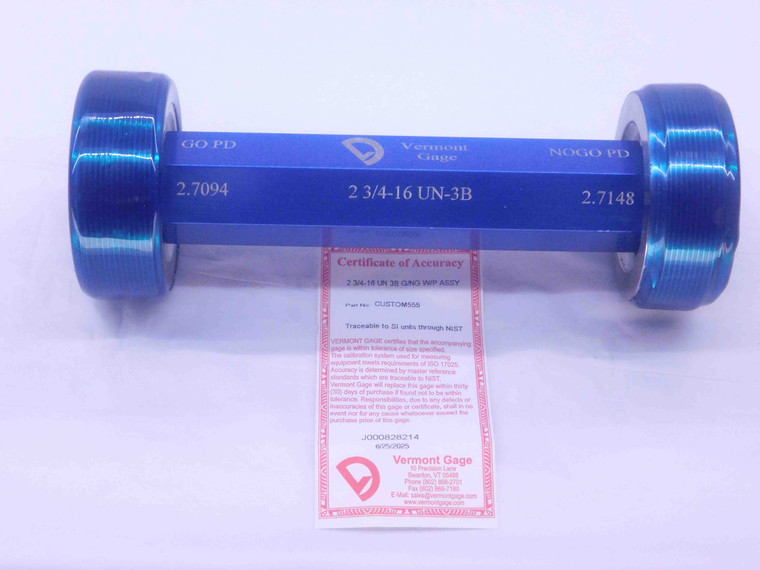 GO PD
Vermont
Gage
NOGO PD
2.7094
2 3/4-16 UN-3B
2.7148
Certificate of Accuracy
2 3/4-16 UN 3B G/NG W/P ASSY
Part No. CUSTOM555
Traceable to SI units through NIST
VERMONT GAGE certifies that the accompanying
gage is within tolerance of size specified.
The calibration system used for measuring
equipment meets requirements of ISO 17025.
Accuracy is determined by master reference
standards which are traceable to NIST.
Vermont Gage will replace this gage within thirty
(30) days of purchase if found not to be within
tolerance. Responsibilities, due to any defects or
inaccuracies of this gage or certificate, shall in no
event nor for any cause whatsoever exceed the
purchase price of this gage.
J000828214
6/25/2025
Vermont Gage
10 Precision Lane
Swanton, VT 05488
Phone (802) 868-2701
Fax (802) 868-7180
E-Mail: sales@vermontgage.com
www.vermontgage.com